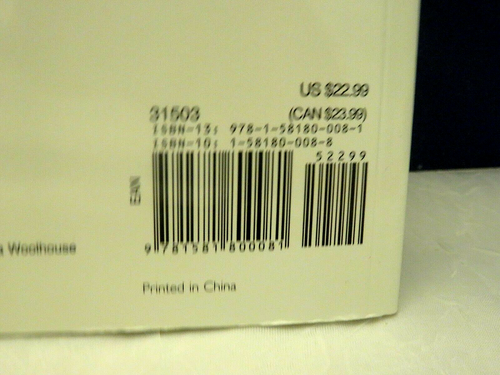 US $22.99
31503 (CAN $23.99)
ISBN-13: 978-1-58180-008-1
ISBN-10: 1-58180-008-8
52299
EAN
9 781581 800081
Woolhouse
Printed in China